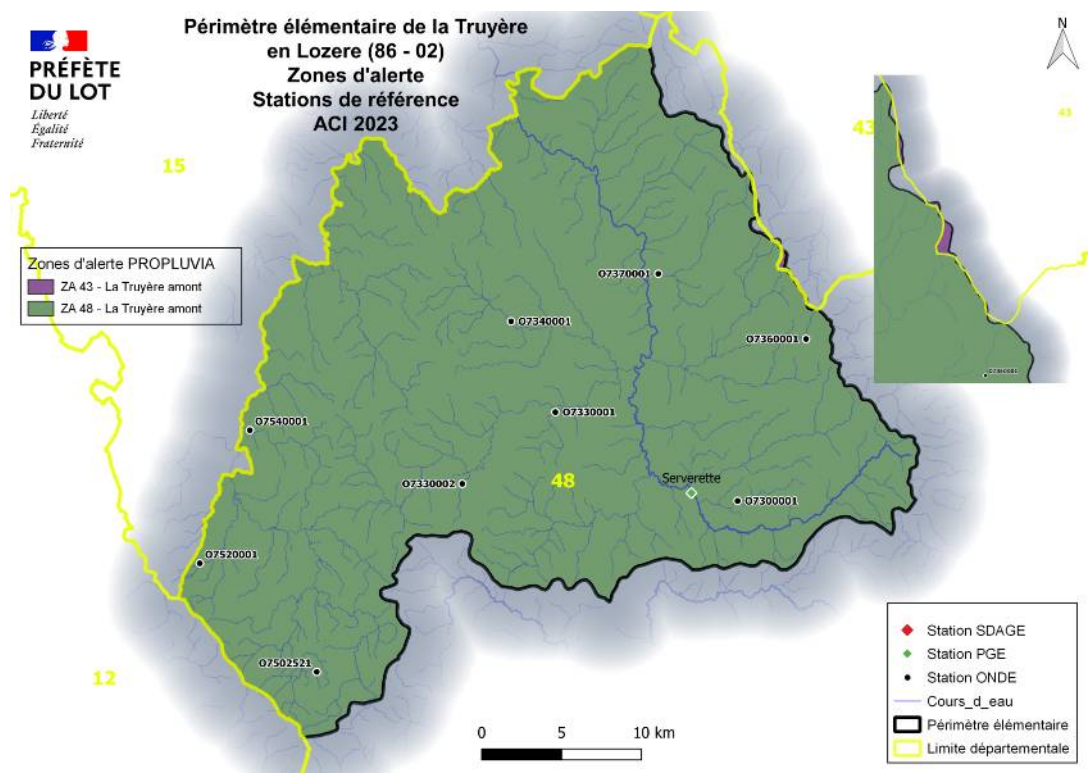 PRÉFÈTE
DU LOT
Liberté
Égalité
Fraternité
Périmètre élémentaire de la Truyère
en Lozere (86 - 02)
Zones d'alerte
Stations de référence
ACI 2023
N
15
43
43
Zones d'alerte PROPLUVIA
ZA 43 - La Truyère amont
ZA 48 - La Truyère amont
O7370001
O7340001
O7360001
O7330001
O7540001
O7330002
48
Serverette
O7300001
O7520001
O7502521
12
0 5 10 km
Station SDAGE
Station PGE
Station ONDE
Cours_d_eau
Périmètre élémentaire
Limite départementale